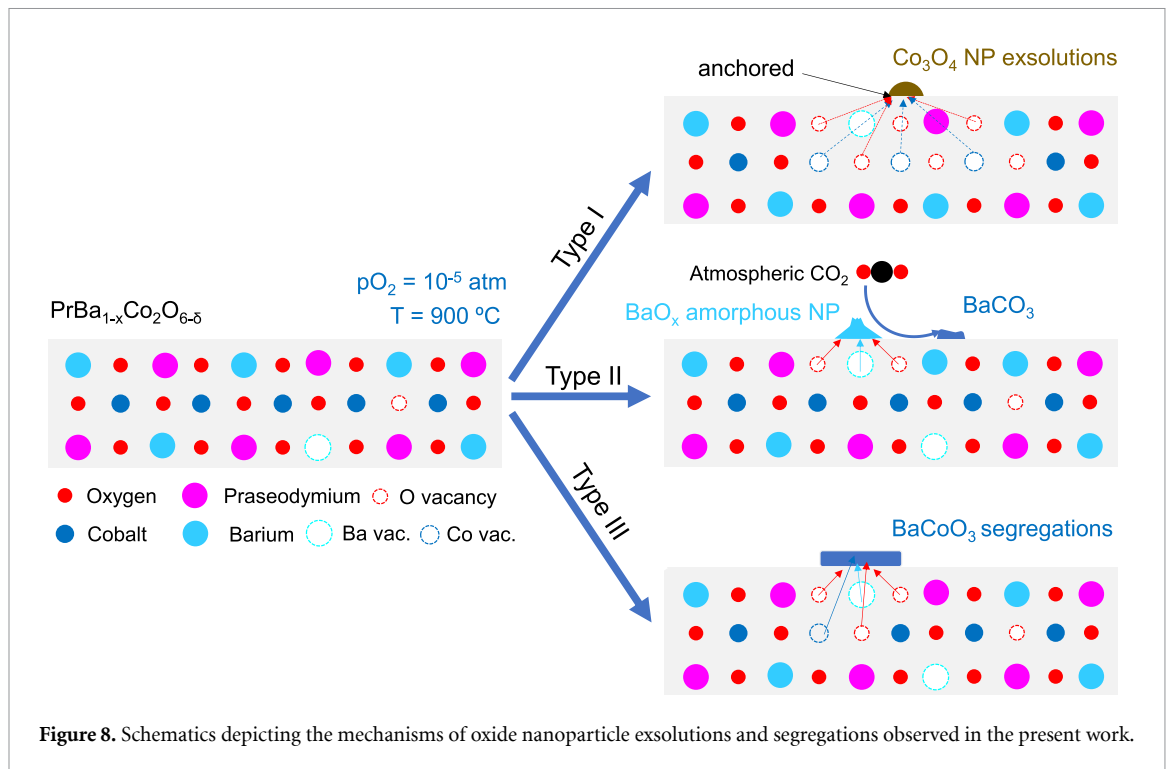 Co₃O₄ NP exsolutions
anchored
Type I
Atmospheric CO₂
BaOₓ amorphous NP
BaCO₃
pO₂ = 10⁻⁵ atm
T = 900 ºC
PrBa₁₋ₓCo₂O₆₋δ
Type II
Type III
Oxygen
Praseodymium
O vacancy
Cobalt
Barium
Ba vac.
Co vac.
BaCoO₃ segregations
Figure 8. Schematics depicting the mechanisms of oxide nanoparticle exsolutions and segregations observed in the present work.